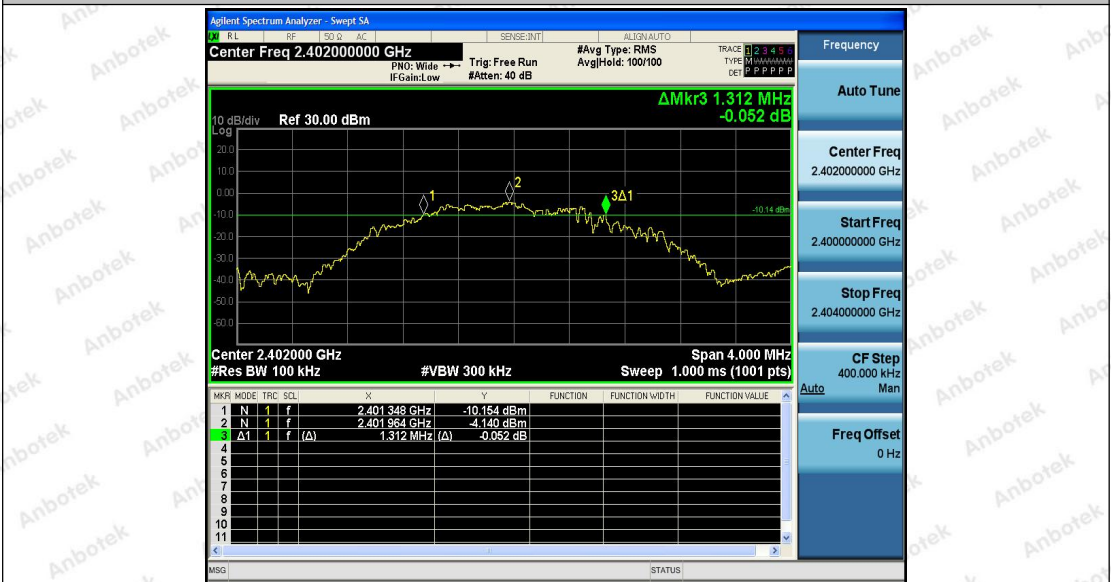 Agilent Spectrum Analyzer - Swept SA
LXI RL RF 50 Ω AC SENSE:INT ALIGNAUTO
Center Freq 2.402000000 GHz
PNO: Wide
IFGain:Low
Trig: Free Run
#Atten: 40 dB
#Avg Type: RMS
Avg|Hold: 100/100
TRACE 1 2 3 4 5 6
TYPE M WWWWW
DET P P P P P P
Frequency
Auto Tune
Center Freq
2.402000000 GHz
Start Freq
2.400000000 GHz
Stop Freq
2.404000000 GHz
CF Step
400.000 kHz
Auto Man
Freq Offset
0 Hz
ΔMkr3 1.312 MHz
-0.052 dB
10 dB/div Ref 30.00 dBm
Log
20.0
10.0
0.00
-10.0
-20.0
-30.0
-40.0
-50.0
-60.0
1
2
3Δ1
-10.14 dBm
Center 2.402000 GHz Span 4.000 MHz
#Res BW 100 kHz #VBW 300 kHz Sweep 1.000 ms (1001 pts)
MKR MODE TRC SCL X Y FUNCTION FUNCTION WIDTH FUNCTION VALUE
1 N 1 f 2.401 348 GHz -10.154 dBm
2 N 1 f 2.401 964 GHz -4.140 dBm
3 Δ1 1 f (Δ) 1.312 MHz (Δ) -0.052 dB
4
5
6
7
8
9
10
11
MSG STATUS
Anbotek